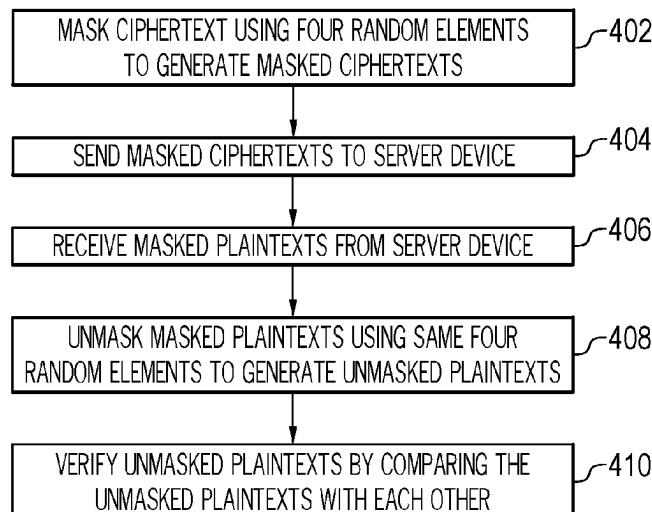 MASK CIPHERTEXT USING FOUR RANDOM ELEMENTS
TO GENERATE MASKED CIPHERTEXTS
402
SEND MASKED CIPHERTEXTS TO SERVER DEVICE
404
RECEIVE MASKED PLAINTEXTS FROM SERVER DEVICE
406
UNMASK MASKED PLAINTEXTS USING SAME FOUR
RANDOM ELEMENTS TO GENERATE UNMASKED PLAINTEXTS
408
VERIFY UNMASKED PLAINTEXTS BY COMPARING THE
UNMASKED PLAINTEXTS WITH EACH OTHER
410